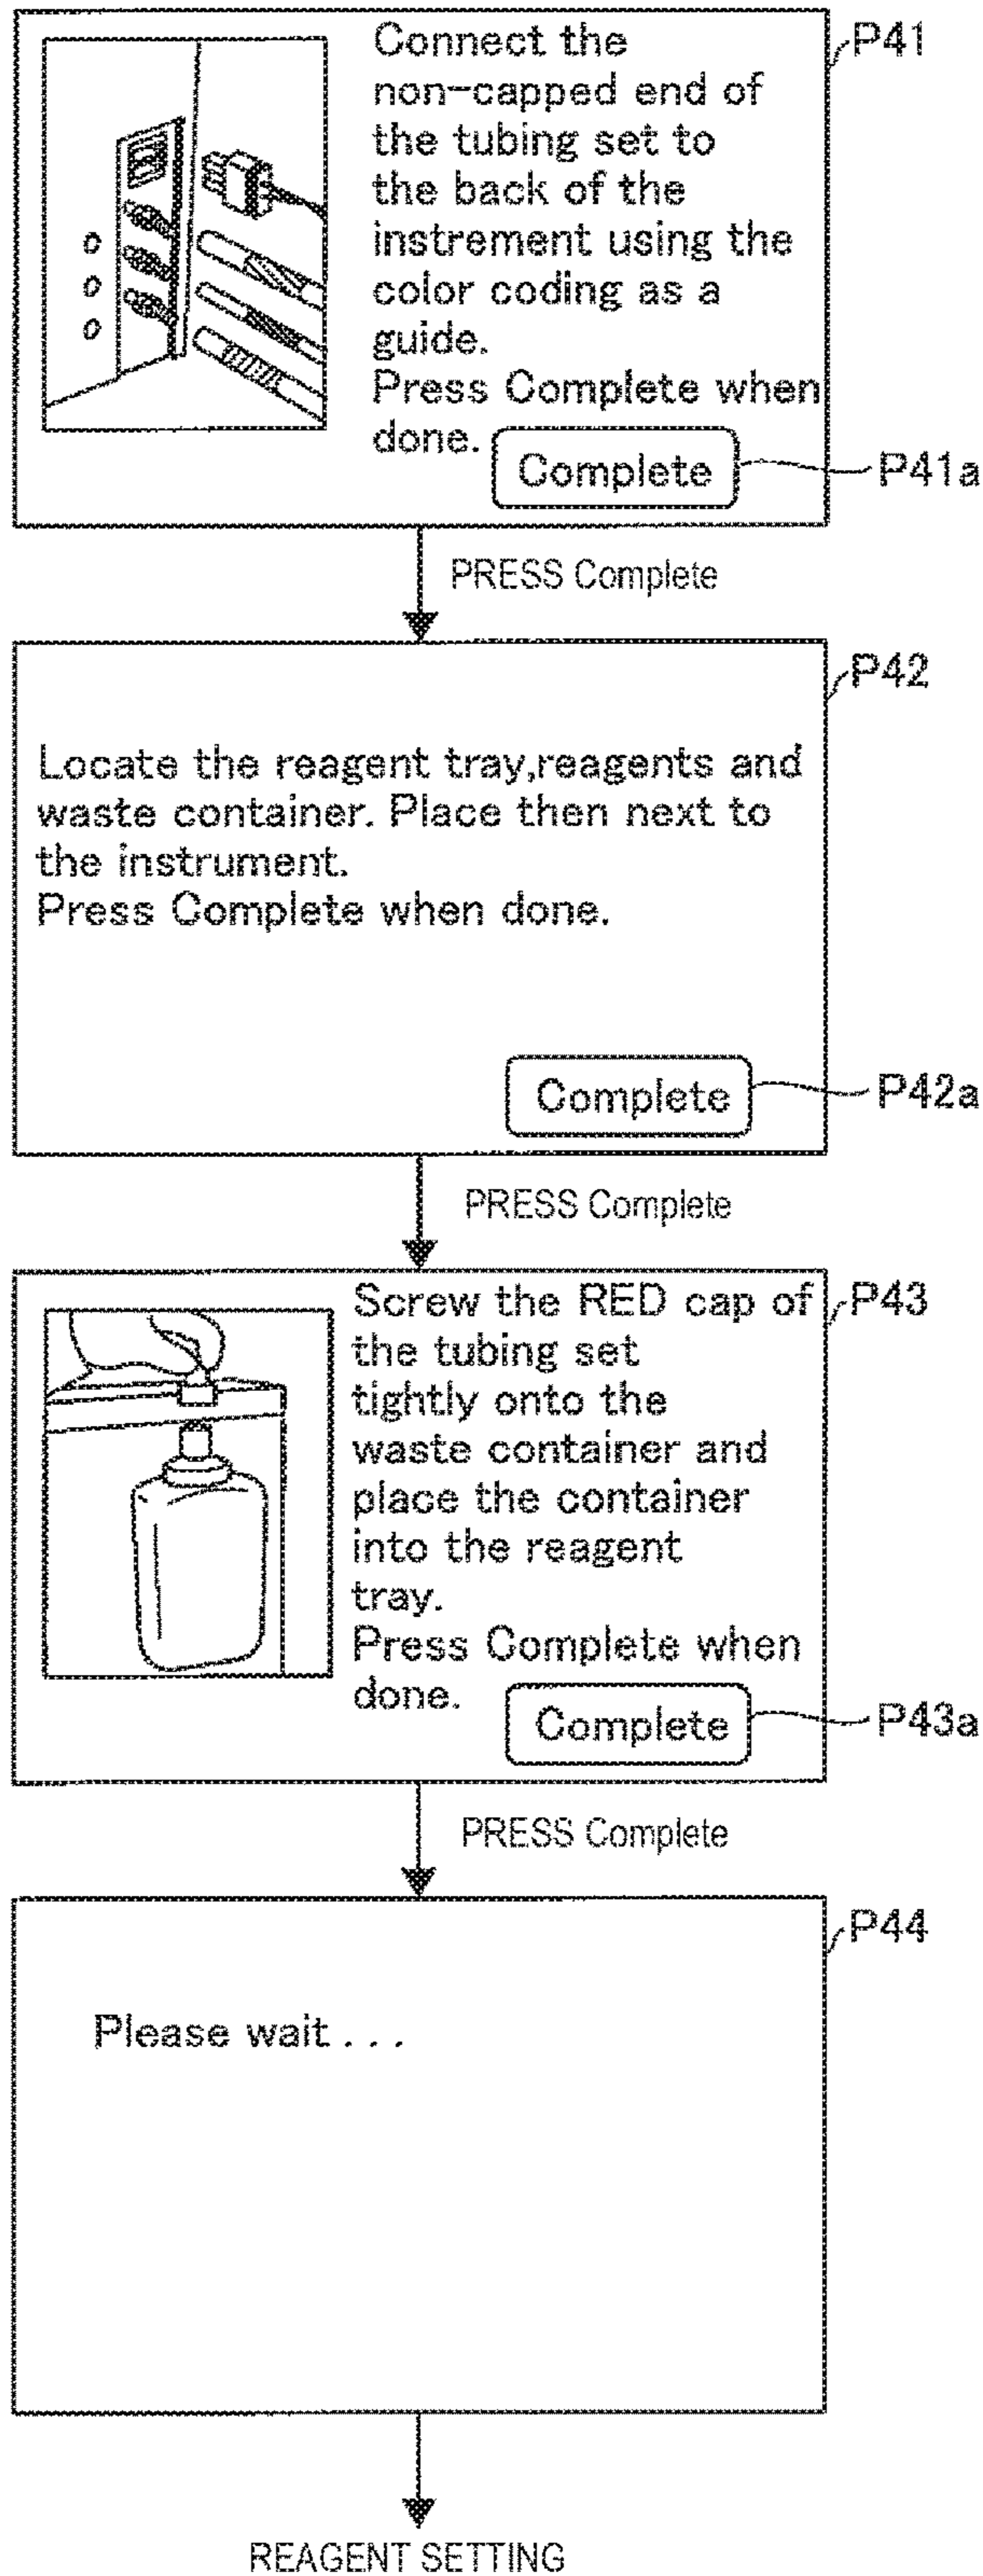 Connect the
non-capped end of
the tubing set to
the back of the
instrement using the
color coding as a
guide.
Press Complete when
done.
Complete
P41
P41a
PRESS Complete
P42
Locate the reagent tray,reagents and
waste container. Place then next to
the instrument.
Press Complete when done.
Complete
P42a
PRESS Complete
Screw the RED cap of
the tubing set
tightly onto the
waste container and
place the container
into the reagent
tray.
Press Complete when
done.
Complete
P43
P43a
PRESS Complete
P44
Please wait . . .
REAGENT SETTING